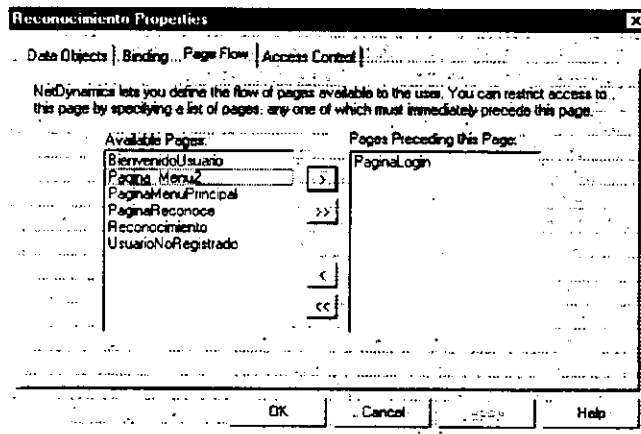 Reconocimiento Properties
Data Objects Binding Page Flow Access Control
NetDynamics lets you define the flow of pages available to the user. You can restrict access to
this page by specifying a list of pages, any one of which must immediately precede this page.
Available Pages: Pages Preceding this Page:
BienvenidoUsuario PaginaLogin
Pagina_Menu2
PaginaMenuPrincipal
PaginaReconoce
Reconocimiento
UsuarioNoRegistrado
>
>>
<
<<
OK Cancel Help